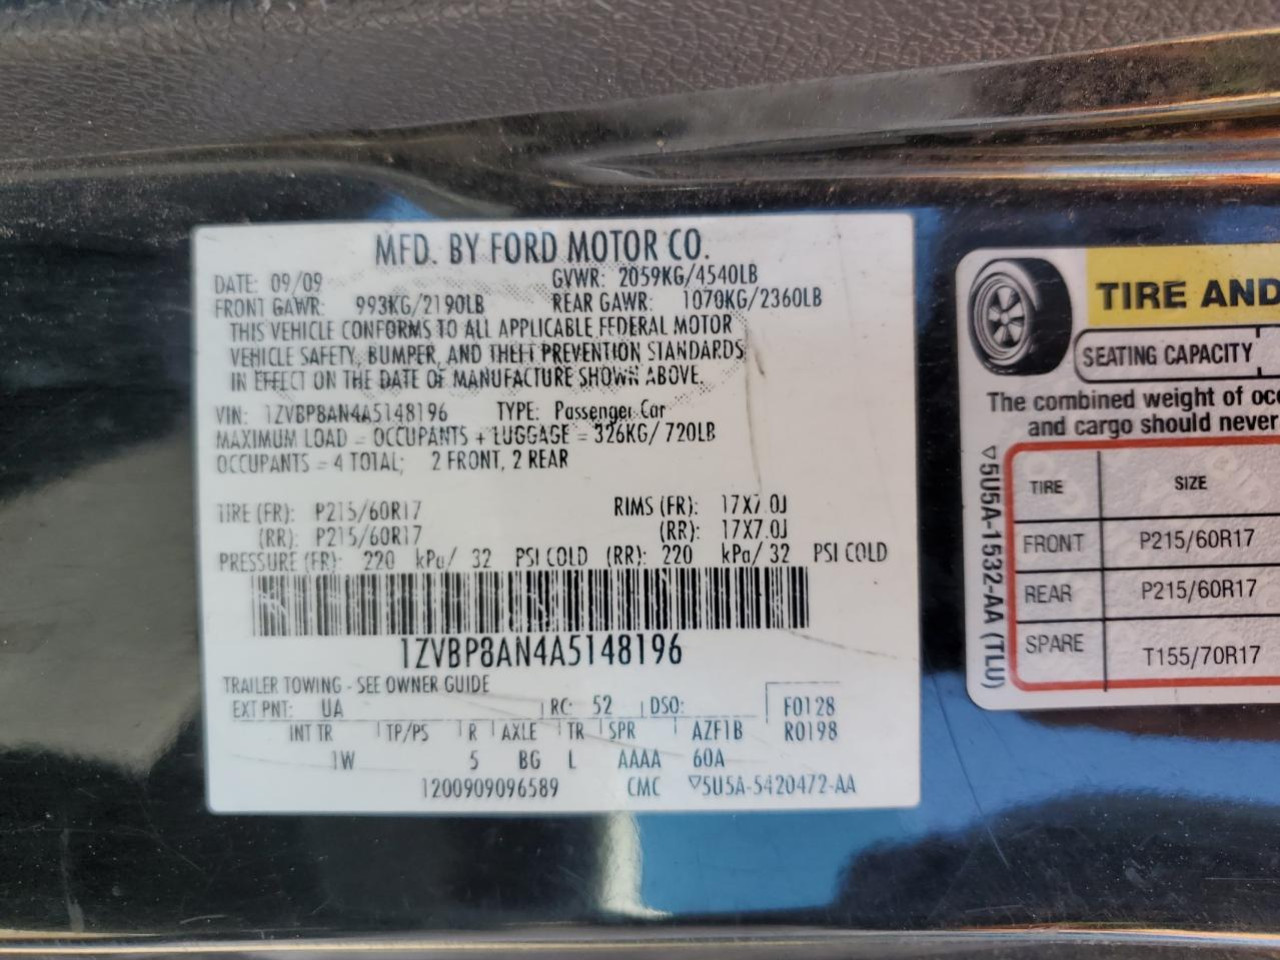 MFD. BY FORD MOTOR CO.
DATE: 09/09 GVWR: 2059KG/4540LB
FRONT GAWR: 993KG/2190LB REAR GAWR: 1070KG/2360LB
THIS VEHICLE CONFORMS TO ALL APPLICABLE FEDERAL MOTOR
VEHICLE SAFETY, BUMPER, AND THEFT PREVENTION STANDARDS
IN EFFECT ON THE DATE OF MANUFACTURE SHOWN ABOVE.
VIN: 1ZVBP8AN4A5148196 TYPE: Passenger Car
MAXIMUM LOAD = OCCUPANTS + LUGGAGE = 326KG/ 720LB
OCCUPANTS = 4 TOTAL; 2 FRONT, 2 REAR
TIRE (FR): P215/60R17 RIMS (FR): 17X7.0J
(RR): P215/60R17 (RR): 17X7.0J
PRESSURE (FR): 220 kPa/ 32 PSI COLD (RR): 220 kPa/ 32 PSI COLD
1ZVBP8AN4A5148196
TRAILER TOWING - SEE OWNER GUIDE
EXT PNT: UA RC: 52 DSO: F0128
INT TR TP/PS R AXLE TR SPR AZF1B R0198
1W 5 BG L AAAA 60A
1200909096589 CMC ▽5U5A-5420472-AA
TIRE AND
SEATING CAPACITY
The combined weight of occ
and cargo should never
▽5U5A-1532-AA (TLU)
TIRE SIZE
FRONT P215/60R17
REAR P215/60R17
SPARE T155/70R17